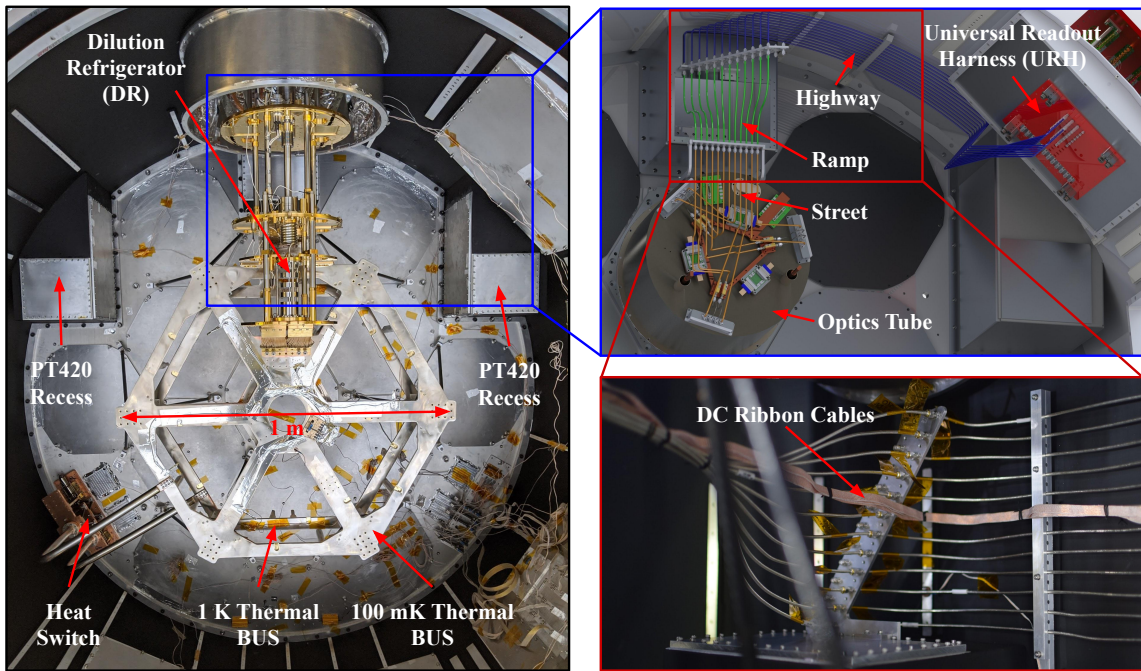 Dilution
Refrigerator
(DR)
PT420
Recess
PT420
Recess
1 m
Heat
Switch
1 K Thermal
BUS
100 mK Thermal
BUS
Universal Readout
Harness (URH)
Highway
Ramp
Street
Optics Tube
DC Ribbon Cables